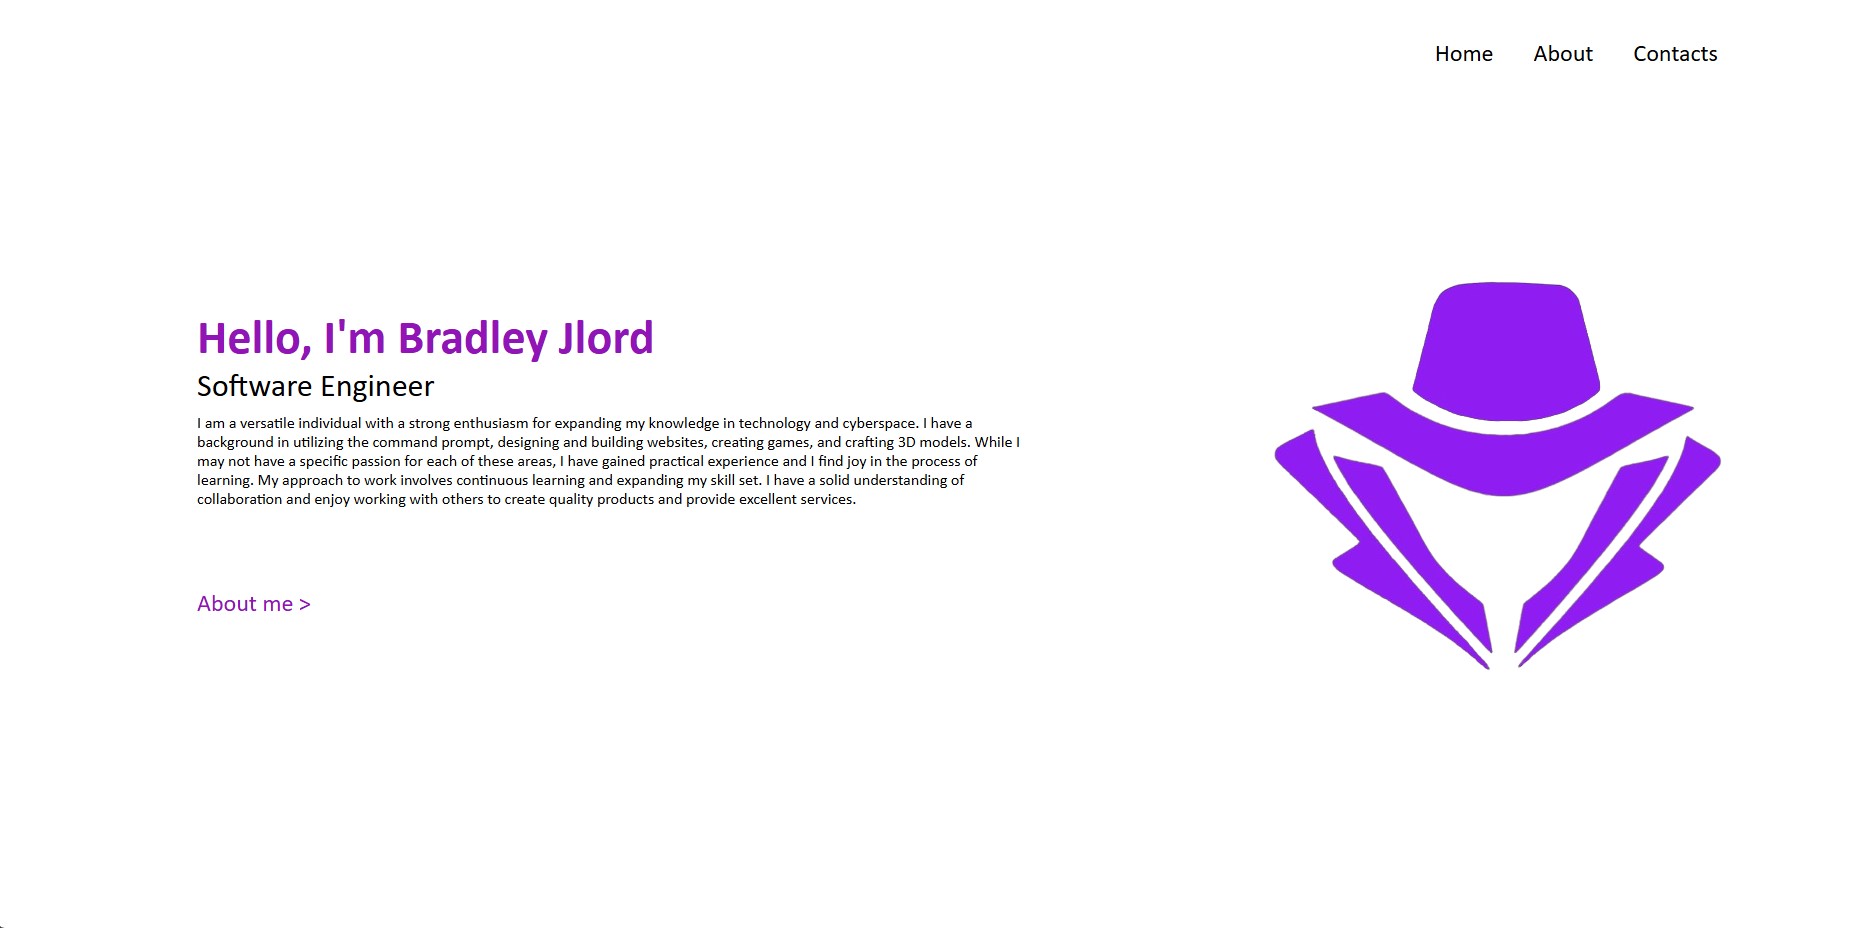 Home About Contacts
Hello, I'm Bradley Jlord
Software Engineer
I am a versatile individual with a strong enthusiasm for expanding my knowledge in technology and cyberspace. I have a
background in utilizing the command prompt, designing and building websites, creating games, and crafting 3D models. While I
may not have a specific passion for each of these areas, I have gained practical experience and I find joy in the process of
learning. My approach to work involves continuous learning and expanding my skill set. I have a solid understanding of
collaboration and enjoy working with others to create quality products and provide excellent services.
About me >